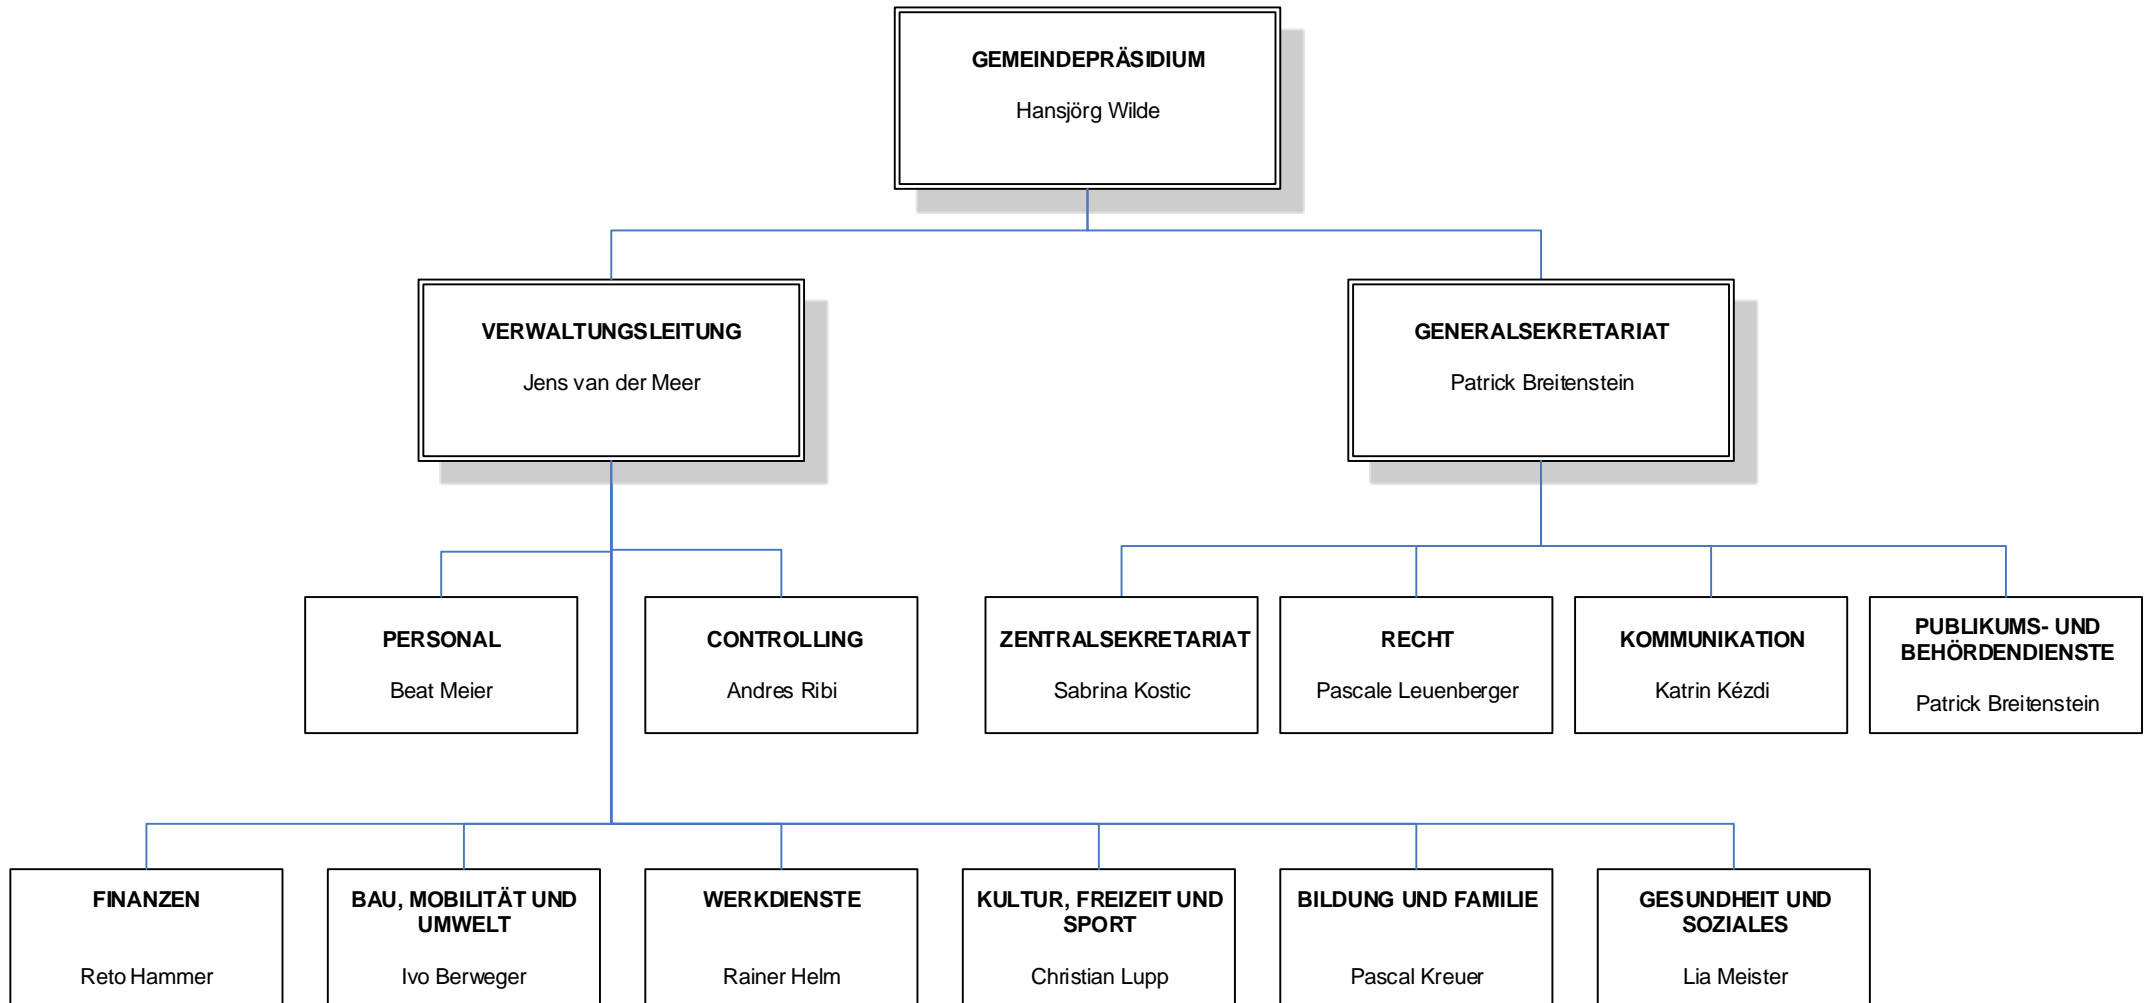 GEMEINDEPRÄSIDIUM
Hansjörg Wilde
VERWALTUNGSLEITUNG
Jens van der Meer
GENERALSEKRETARIAT
Patrick Breitenstein
PERSONAL
Beat Meier
CONTROLLING
Andres Ribi
ZENTRALSEKRETARIAT
Sabrina Kostic
RECHT
Pascale Leuenberger
KOMMUNIKATION
Katrin Kézdi
PUBLIKUMS- UND
BEHÖRDENDIENSTE
Patrick Breitenstein
FINANZEN
Reto Hammer
BAU, MOBILITÄT UND
UMWELT
Ivo Berweger
WERKDIENSTE
Rainer Helm
KULTUR, FREIZEIT UND
SPORT
Christian Lupp
BILDUNG UND FAMILIE
Pascal Kreuer
GESUNDHEIT UND
SOZIALES
Lia Meister